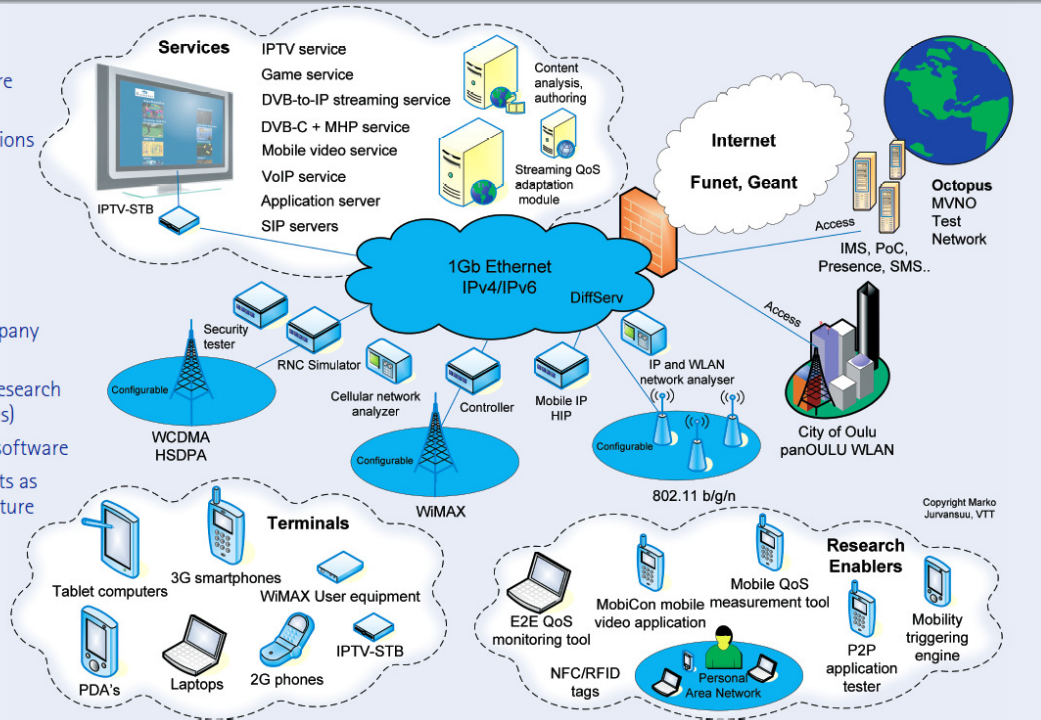 re
tions
pany
esearch
es)
software
ts as
ture
Services
IPTV service
Game service
DVB-to-IP streaming service
DVB-C + MHP service
Mobile video service
VoIP service
Application server
SIP servers
IPTV-STB
Content
analysis,
authoring
Streaming QoS
adaptation
module
Internet
Funet, Geant
Octopus
MVNO
Test
Network
Access
IMS, PoC,
Presence, SMS..
1Gb Ethernet
IPv4/IPv6
DiffServ
Access
Security
tester
RNC Simulator
Configurable
WCDMA
HSDPA
Cellular network
analyzer
Controller
Configurable
WiMAX
Mobile IP
HIP
IP and WLAN
network analyser
Configurable
802.11 b/g/n
City of Oulu
panOULU WLAN
Copyright Marko
Jurvansuu, VTT
Terminals
Tablet computers
3G smartphones
WiMAX User equipment
PDA's
Laptops
2G phones
IPTV-STB
Research
Enablers
E2E QoS
monitoring tool
MobiCon mobile
video application
Mobile QoS
measurement tool
P2P
application
tester
Mobility
triggering
engine
NFC/RFID
tags
Personal
Area Network